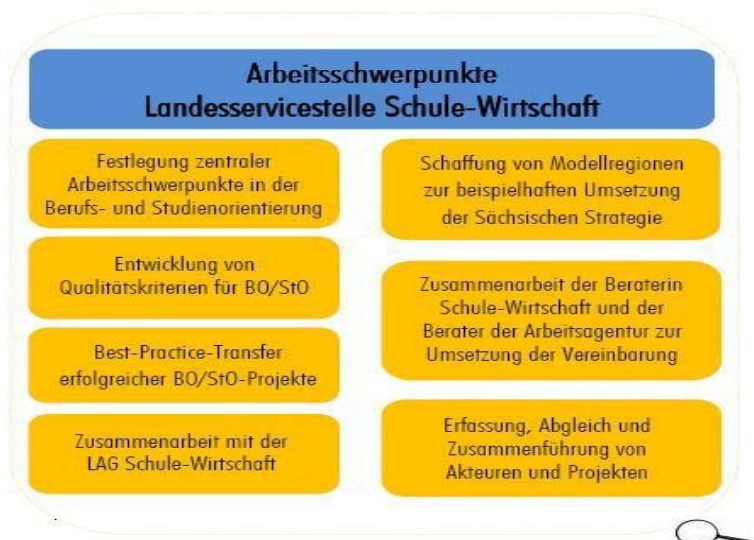 Arbeitsschwerpunkte
Landesservicestelle Schule-Wirtschaft
Festlegung zentraler
Arbeitsschwerpunkte in der
Berufs- und Studienorientierung
Entwicklung von
Qualitätskriterien für BO/StO
Best-Practice-Transfer
erfolgreicher BO/StO-Projekte
Zusammenarbeit mit der
LAG Schule-Wirtschaft
Schaffung von Modellregionen
zur beispielhaften Umsetzung
der Sächsischen Strategie
Zusammenarbeit der Beraterin
Schule-Wirtschaft und der
Berater der Arbeitsagentur zur
Umsetzung der Vereinbarung
Erfassung, Abgleich und
Zusammenführung von
Akteuren und Projekten